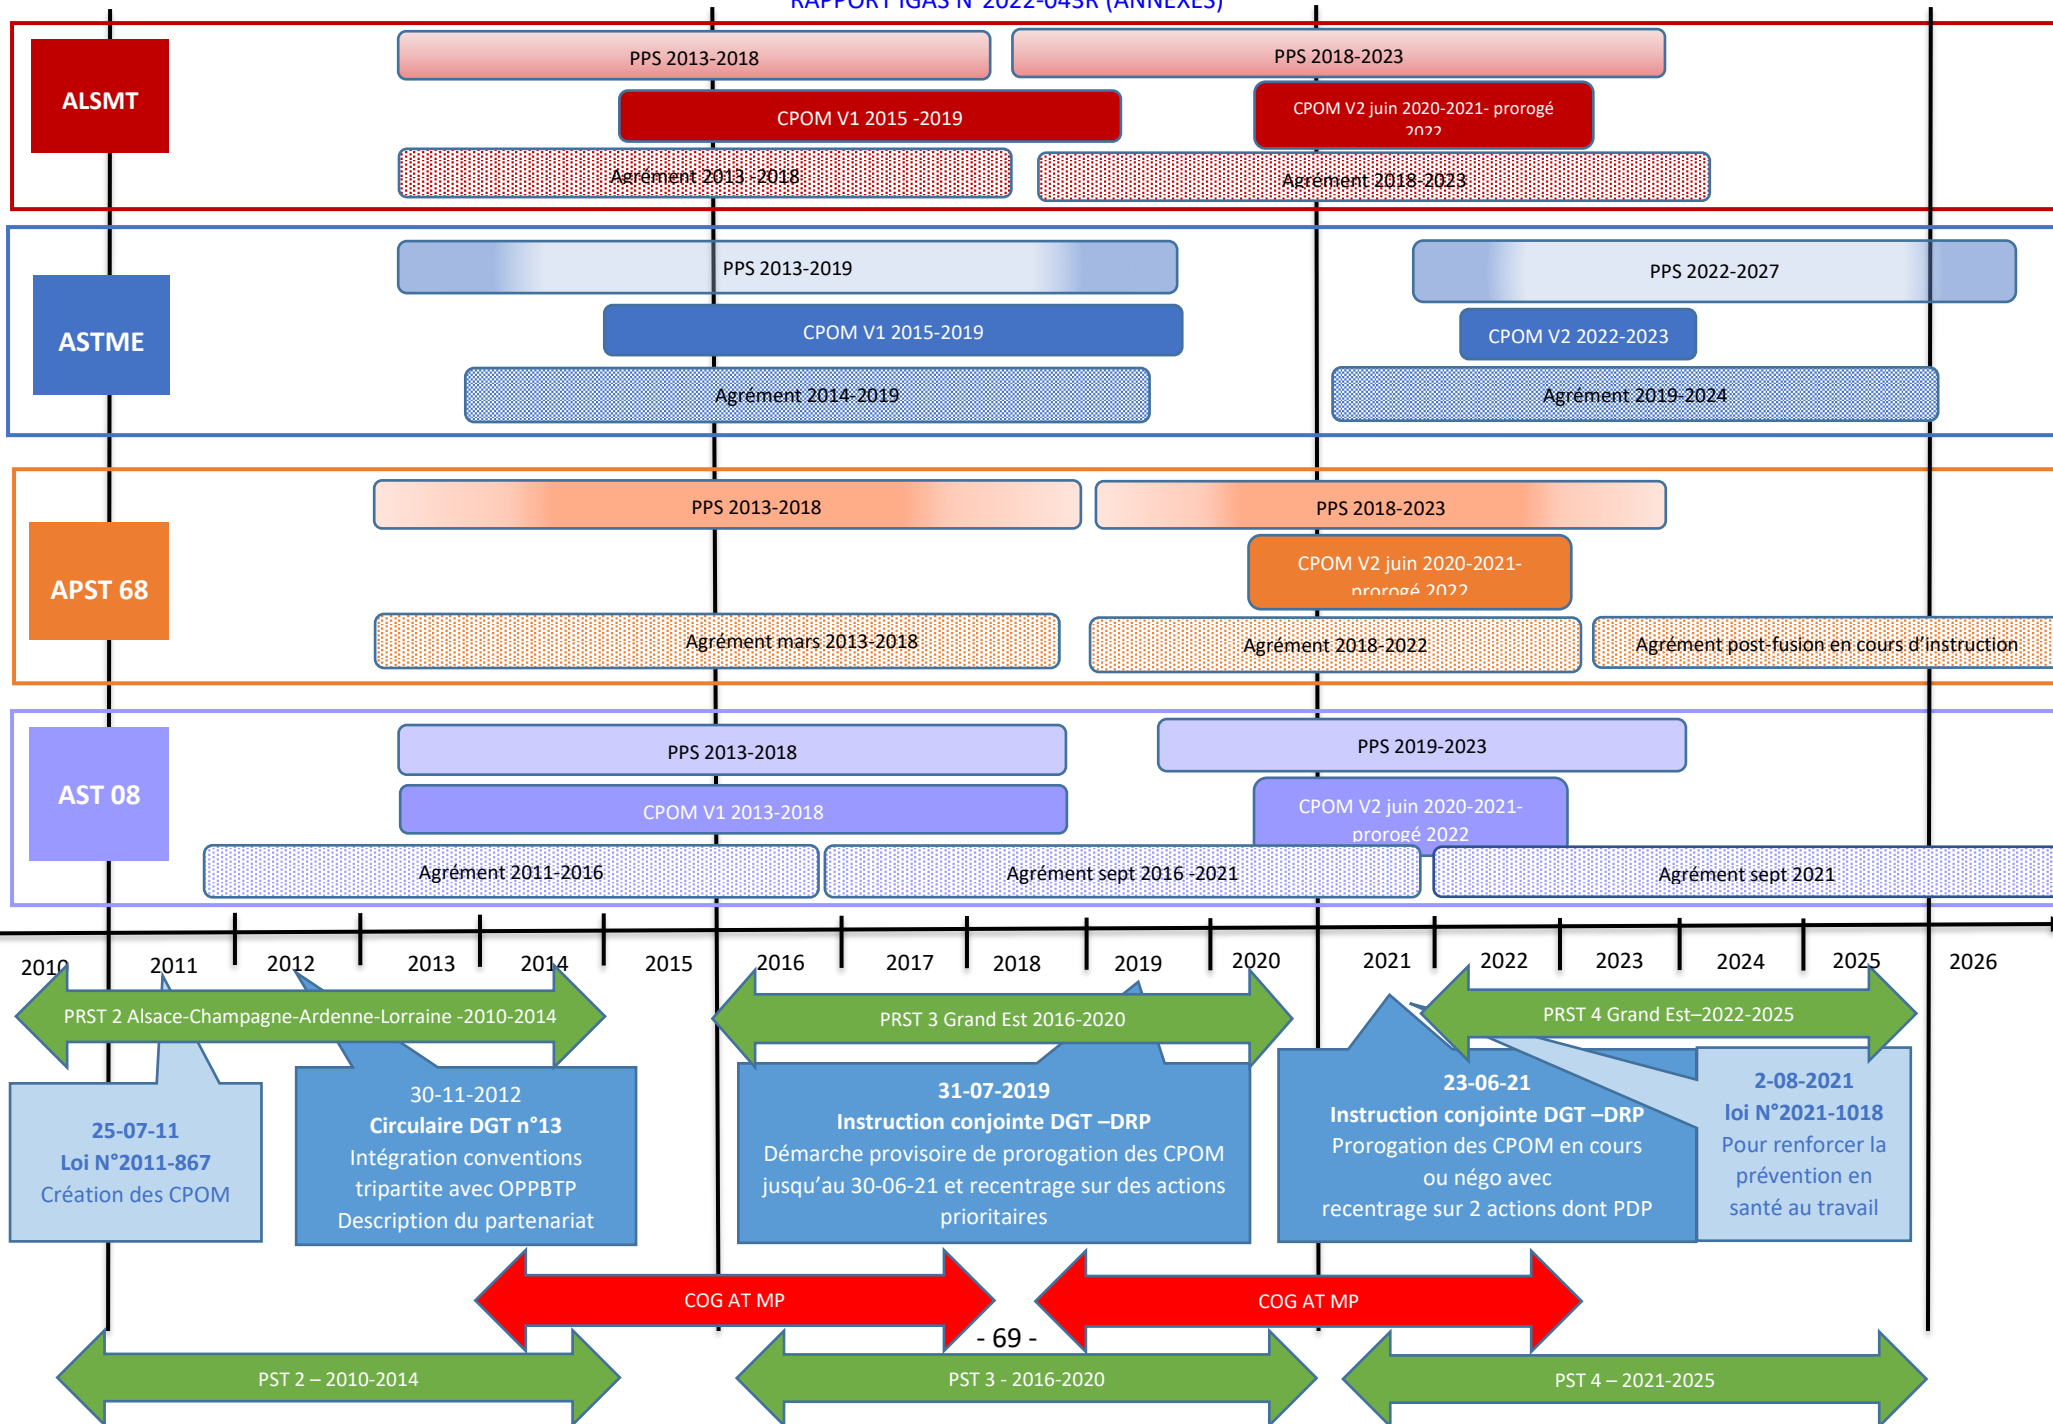 RAPPORT IGAS N°2022-043R (ANNEXES)
ALSMT
PPS 2013-2018
PPS 2018-2023
CPOM V1 2015 -2019
CPOM V2 juin 2020-2021- prorogé
2022
Agrément 2013 -2018
Agrément 2018-2023
ASTME
PPS 2013-2019
PPS 2022-2027
CPOM V1 2015-2019
CPOM V2 2022-2023
Agrément 2014-2019
Agrément 2019-2024
APST 68
PPS 2013-2018
PPS 2018-2023
CPOM V2 juin 2020-2021-
prorogé 2022
Agrément mars 2013-2018
Agrément 2018-2022
Agrément post-fusion en cours d’instruction
AST 08
PPS 2013-2018
PPS 2019-2023
CPOM V1 2013-2018
CPOM V2 juin 2020-2021-
prorogé 2022
Agrément 2011-2016
Agrément sept 2016 -2021
Agrément sept 2021
2010 2011 2012 2013 2014 2015 2016 2017 2018 2019 2020 2021 2022 2023 2024 2025 2026
PRST 2 Alsace-Champagne-Ardenne-Lorraine -2010-2014
PRST 3 Grand Est 2016-2020
PRST 4 Grand Est–2022-2025
25-07-11
Loi N°2011-867
Création des CPOM
30-11-2012
Circulaire DGT n°13
Intégration conventions
tripartite avec OPPBTP
Description du partenariat
31-07-2019
Instruction conjointe DGT –DRP
Démarche provisoire de prorogation des CPOM
jusqu’au 30-06-21 et recentrage sur des actions
prioritaires
23-06-21
Instruction conjointe DGT –DRP
Prorogation des CPOM en cours
ou négo avec
recentrage sur 2 actions dont PDP
2-08-2021
loi N°2021-1018
Pour renforcer la
prévention en
santé au travail
COG AT MP
COG AT MP
- 69 -
PST 2 – 2010-2014
PST 3 - 2016-2020
PST 4 – 2021-2025